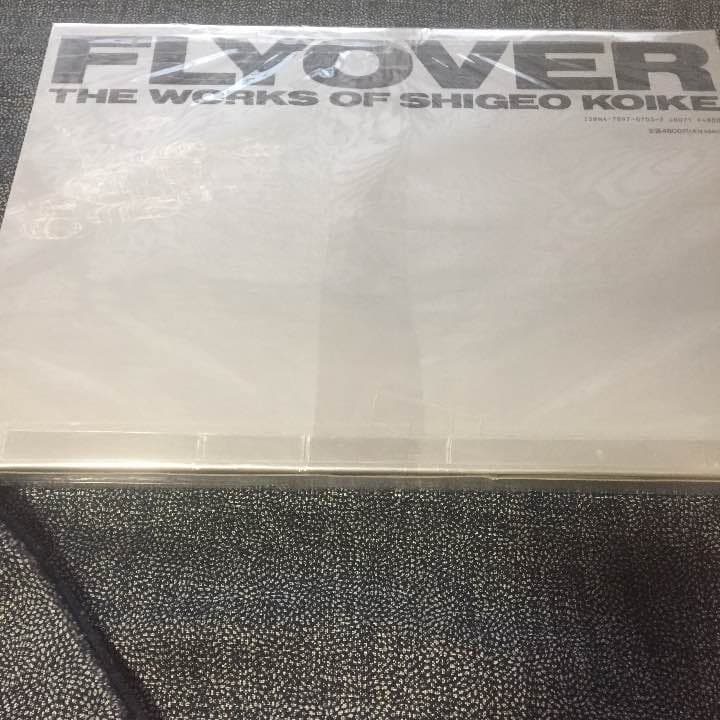 FLYOVER
THE WORKS OF SHIGEO KOIKE